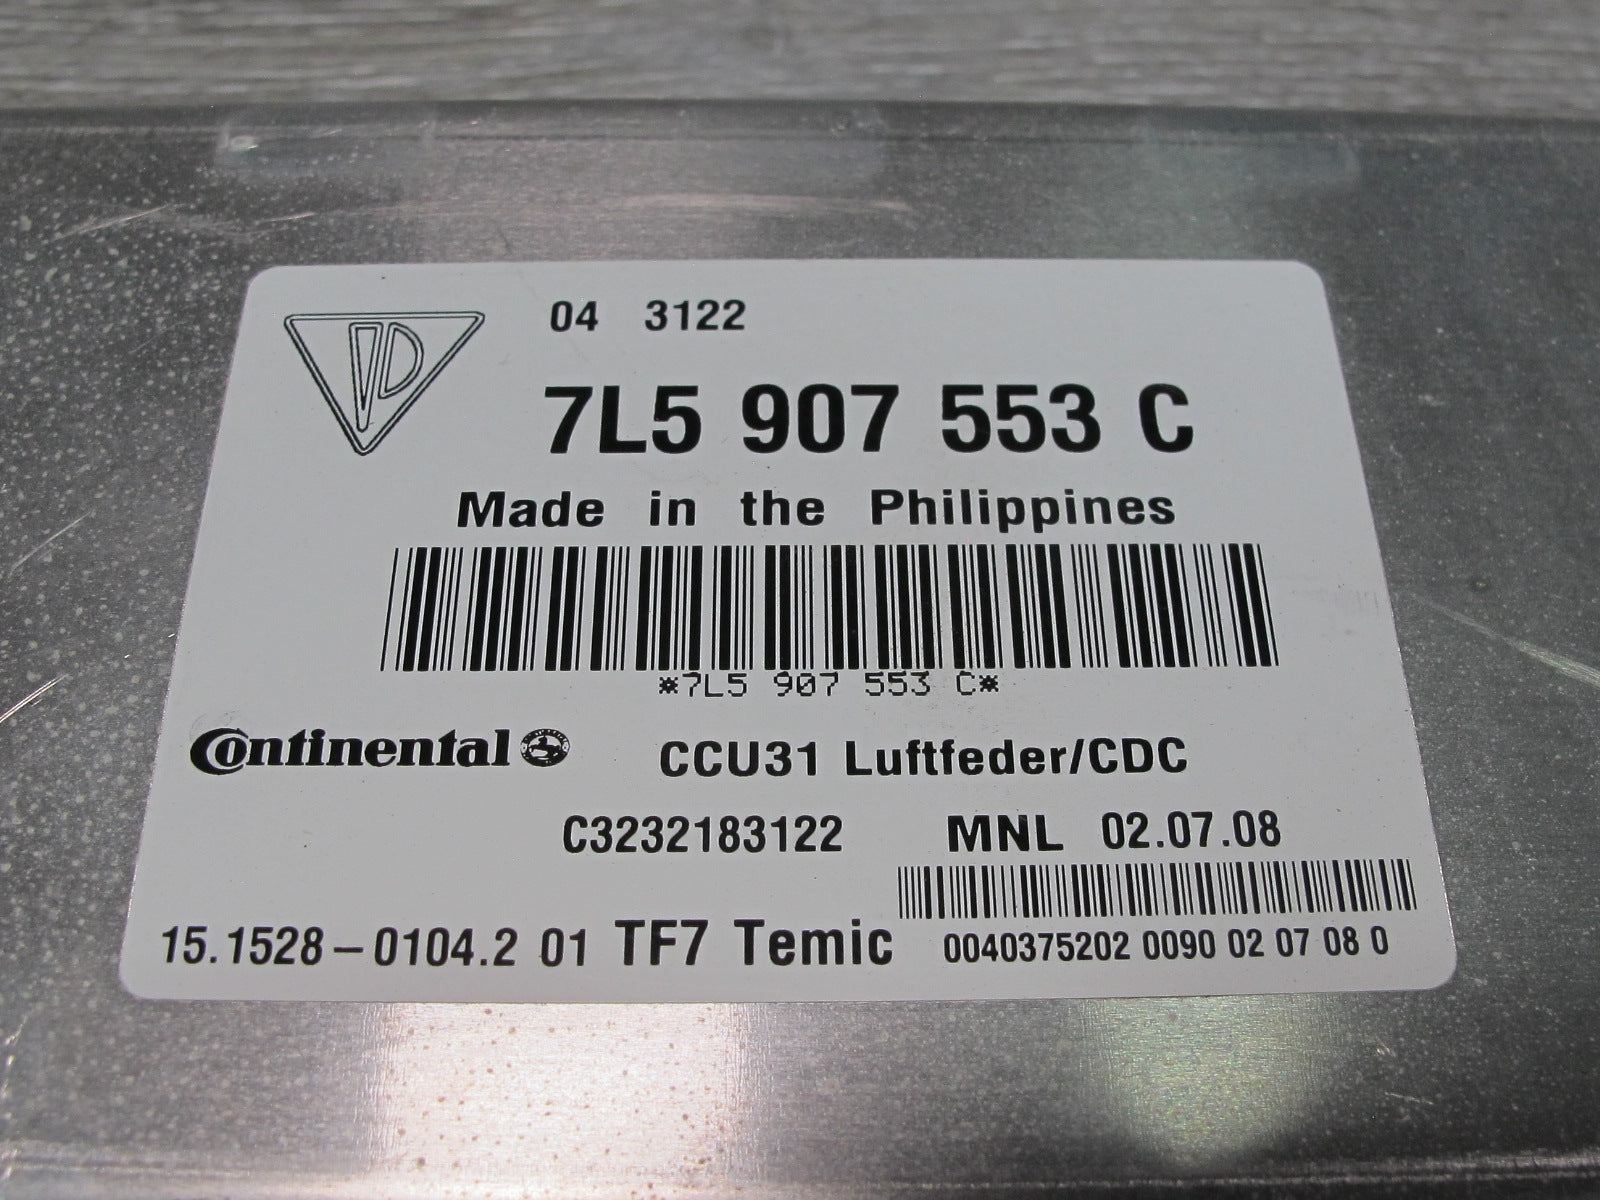 04 3122
7L5 907 553 C
Made in the Philippines
*7L5 907 553 C*
Continental CCU31 Luftfeder/CDC
C3232183122 MNL 02.07.08
15.1528-0104.2 01 TF7 Temic 0040375202 0090 02 07 08 0